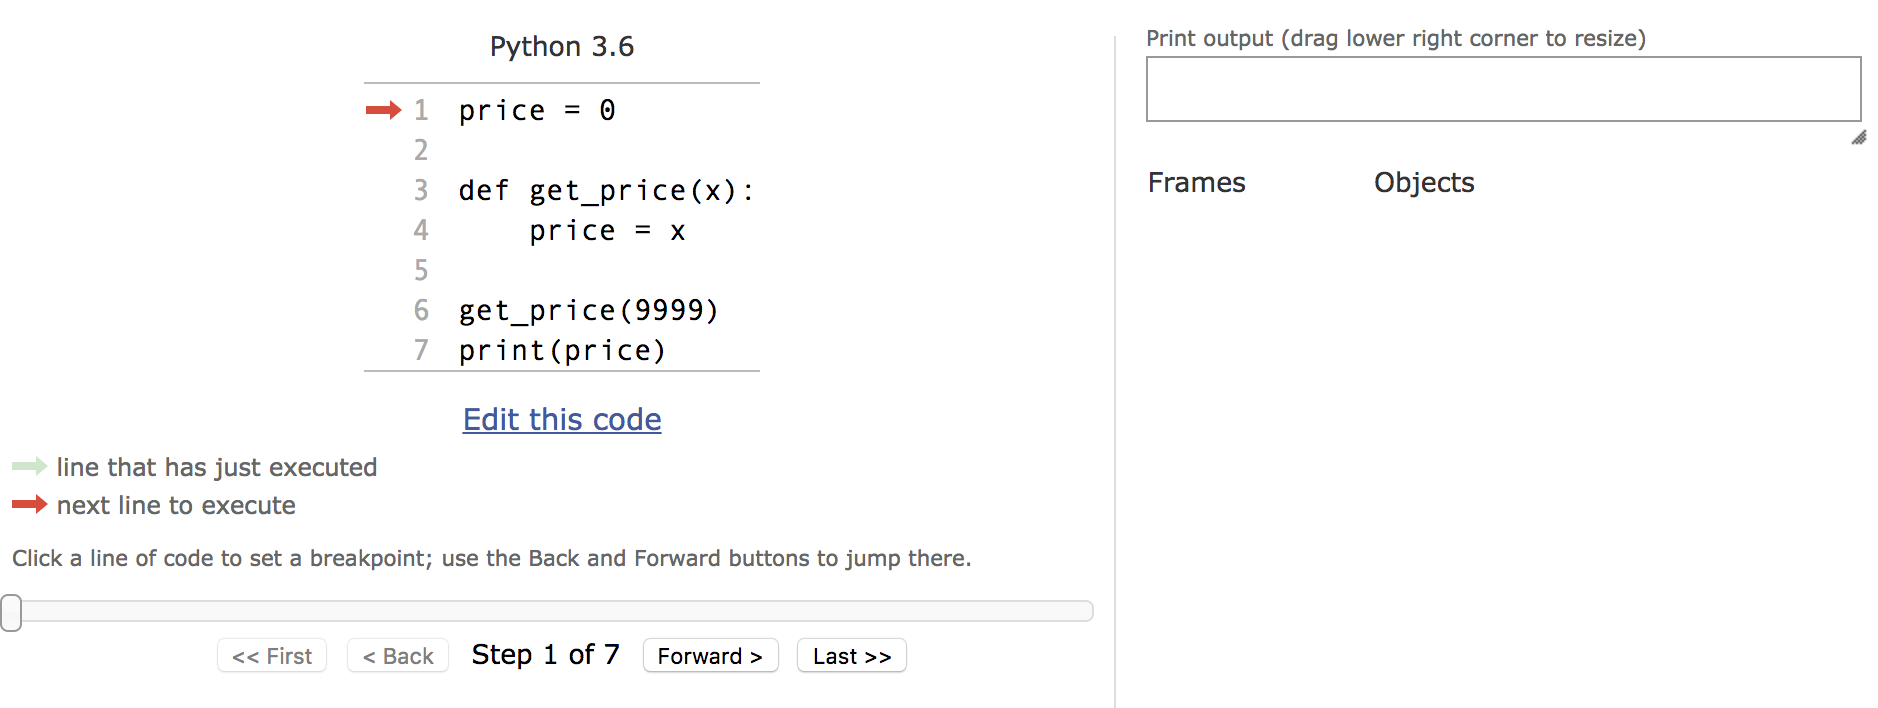 Python 3.6
1 price = 0
2
3 def get_price(x):
4     price = x
5
6 get_price(9999)
7 print(price)
Edit this code
line that has just executed
next line to execute
Click a line of code to set a breakpoint; use the Back and Forward buttons to jump there.
<< First < Back Step 1 of 7 Forward > Last >>
Print output (drag lower right corner to resize)
Frames Objects